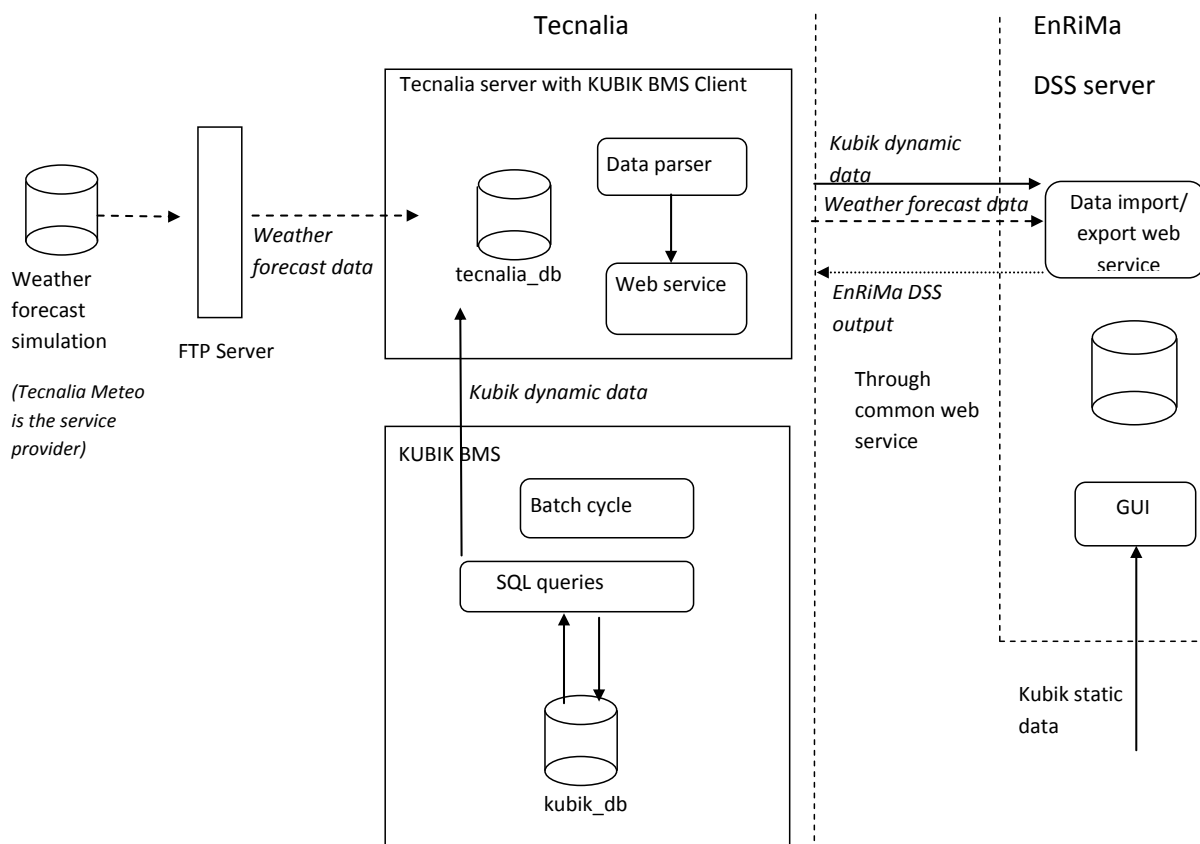 Tecnalia
EnRiMa
DSS server
Tecnalia server with KUBIK BMS Client
Data parser
Web service
tecnalia_db
Weather
forecast
simulation
(Tecnalia Meteo
is the service
provider)
FTP Server
Weather
forecast data
Kubik dynamic
data
Weather forecast data
EnRiMa DSS
output
Through
common web
service
Data import/
export web
service
GUI
Kubik static
data
Kubik dynamic data
KUBIK BMS
Batch cycle
SQL queries
kubik_db